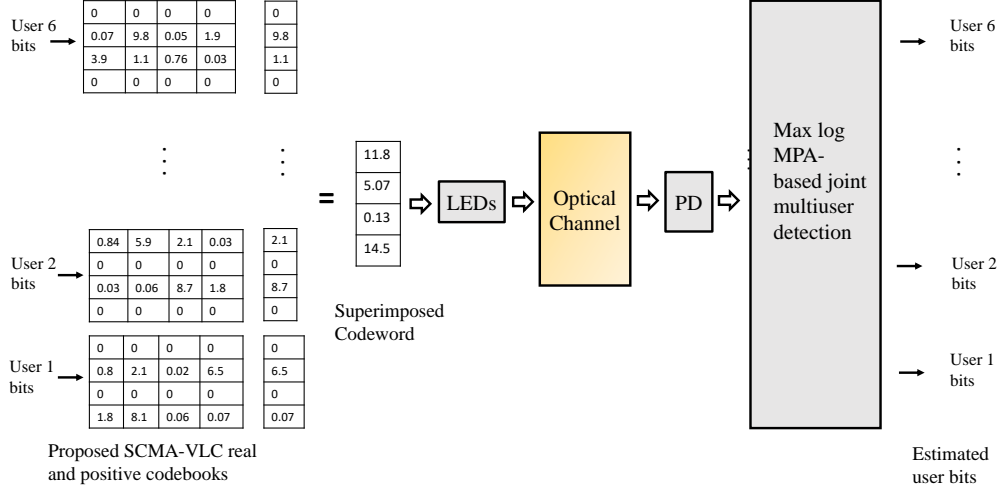 User 6
bits
0 0 0 0
0.07 9.8 0.05 1.9
3.9 1.1 0.76 0.03
0 0 0 0
0
9.8
1.1
0
User 2
bits
0.84 5.9 2.1 0.03
0 0 0 0
0.03 0.06 8.7 1.8
0 0 0 0
2.1
0
8.7
0
User 1
bits
0 0 0 0
0.8 2.1 0.02 6.5
0 0 0 0
1.8 8.1 0.06 0.07
0
6.5
0
0.07
Proposed SCMA-VLC real
and positive codebooks
=
11.8
5.07
0.13
14.5
Superimposed
Codeword
LEDs
Optical
Channel
PD
Max log
MPA-
based joint
multiuser
detection
User 6
bits
User 2
bits
User 1
bits
Estimated
user bits